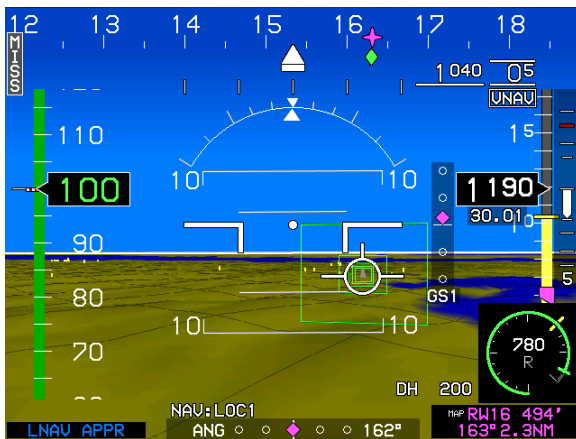 12 13 14 15 16 17 18
MISS
1 040 05
VNAV
110
15
10 10
100
1 190
30.01
10
90
5
80
GS1
10 10
780
R
70
DH 200
NAV:LOC1
MAP RW16 494'
LNAV APPR
ANG 162°
163° 2.3NM